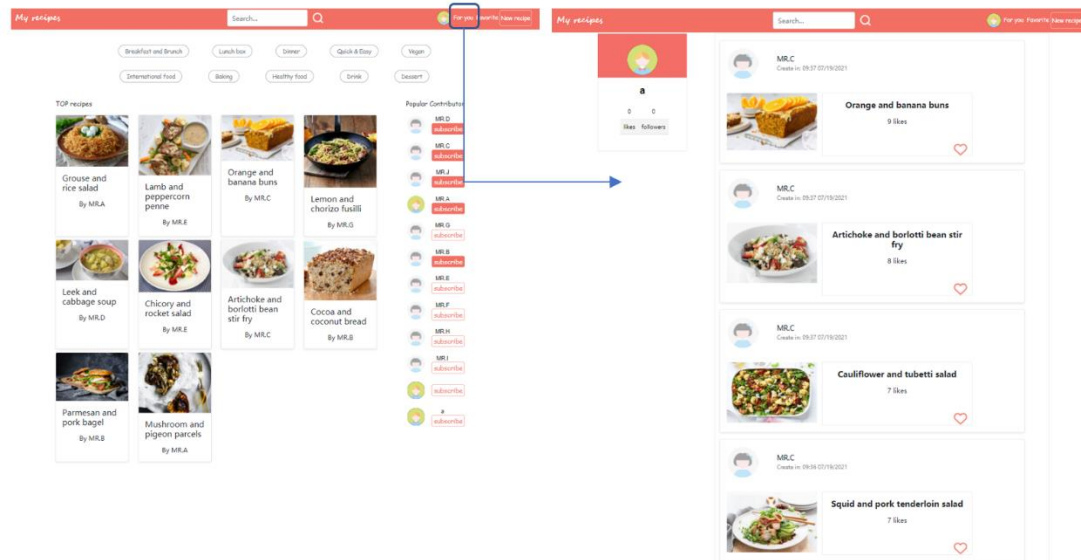 My recipes
Search...
For you Favorite New recipe
Breakfast and Brunch
Lunch box
Dinner
Quick & Easy
Vegan
International food
Baking
Healthy food
Drink
Dessert
TOP recipes
Grouse and
rice salad
By MR.A
Lamb and
peppercorn
penne
By MR.E
Orange and
banana buns
By MR.C
Lemon and
chorizo fusilli
By MR.G
Leek and
cabbage soup
By MR.D
Chicory and
rocket salad
By MR.E
Artichoke and
borlotti bean
stir fry
By MR.C
Cocoa and
coconut bread
By MR.B
Parmesan and
pork bagel
By MR.B
Mushroom and
pigeon parcels
By MR.A
Popular Contributor
MR.D
subscribe
MR.C
subscribe
MR.J
subscribe
MR.A
subscribe
MR.G
subscribe
MR.B
subscribe
MR.E
subscribe
MR.F
subscribe
MR.H
subscribe
MR.I
subscribe
subscribe
a
subscribe
My recipes
Search...
For you Favorite New recipe
a
0 0
likes followers
MR.C
Create in: 09:37 07/19/2021
Orange and banana buns
9 likes
MR.C
Create in: 09:37 07/19/2021
Artichoke and borlotti bean stir
fry
8 likes
MR.C
Create in: 09:37 07/19/2021
Cauliflower and tubetti salad
7 likes
MR.C
Create in: 09:36 07/19/2021
Squid and pork tenderloin salad
7 likes